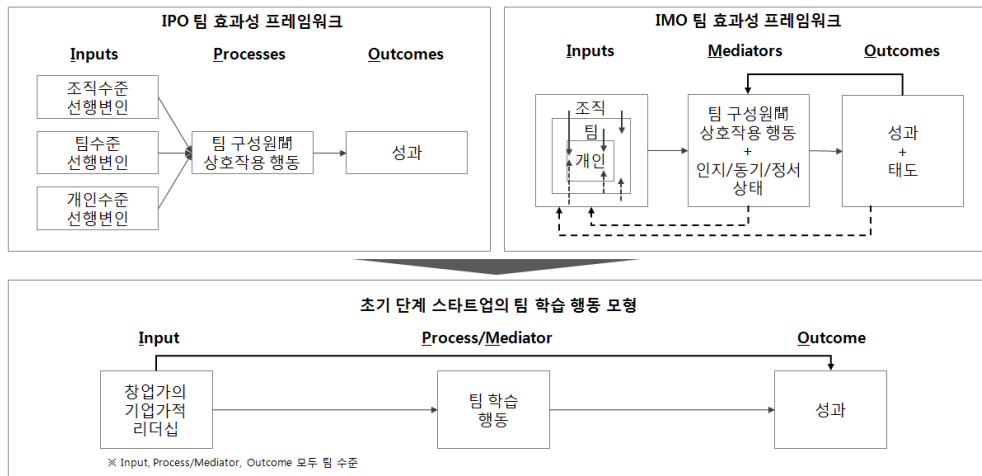 IPO 팀 효과성 프레임워크
Inputs
Processes
Outcomes
조직수준
선행변인
팀수준
선행변인
개인수준
선행변인
팀 구성원間
상호작용 행동
성과
IMO 팀 효과성 프레임워크
Inputs
Mediators
Outcomes
조직
팀
개인
팀 구성원間
상호작용 행동
+
인지/동기/정서
상태
성과
+
태도
초기 단계 스타트업의 팀 학습 행동 모형
Input
Process/Mediator
Outcome
창업가의
기업가적
리더십
팀 학습
행동
성과
※ Input, Process/Mediator, Outcome 모두 팀 수준